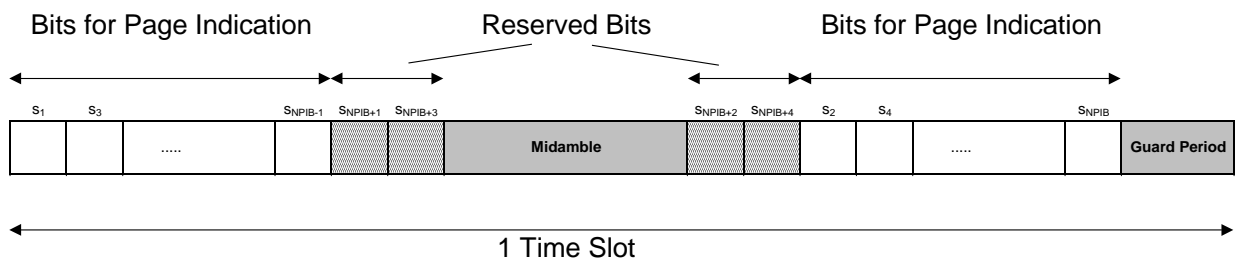 Bits for Page Indication Reserved Bits Bits for Page Indication
s1 s3 sNPIB-1 sNPIB+1 sNPIB+3 sNPIB+2 sNPIB+4 s2 s4 sNPIB
..... Midamble ..... Guard Period
1 Time Slot